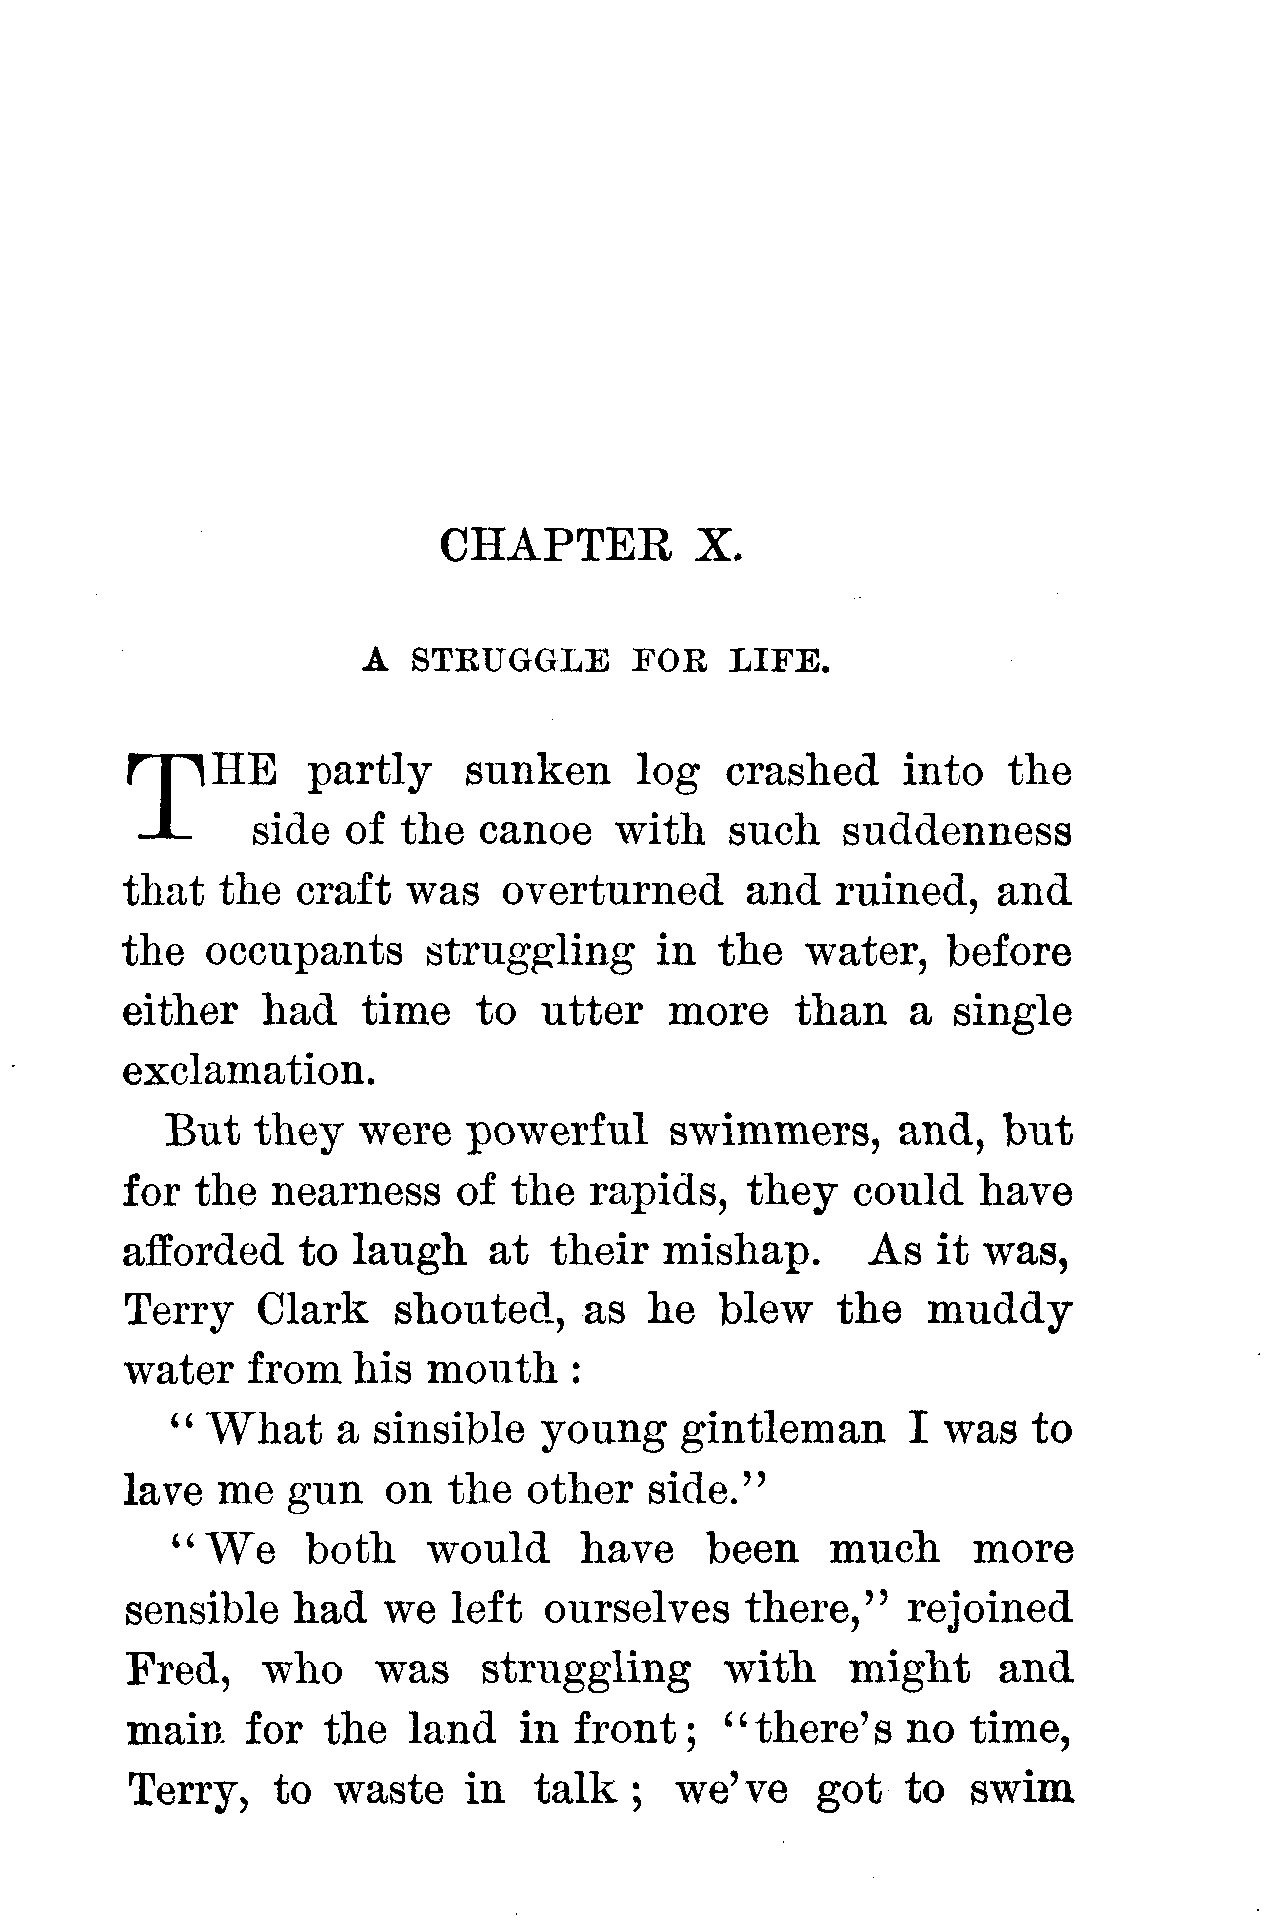 CHAPTER X.
A STRUGGLE FOR LIFE.
THE partly sunken log crashed into the
side of the canoe with such suddenness
that the craft was overturned and ruined, and
the occupants struggling in the water, before
either had time to utter more than a single
exclamation.
But they were powerful swimmers, and, but
for the nearness of the rapids, they could have
afforded to laugh at their mishap. As it was,
Terry Clark shouted, as he blew the muddy
water from his mouth :
“ What a sinsible young gintleman I was to
lave me gun on the other side.”
“ We both would have been much more
sensible had we left ourselves there,” rejoined
Fred, who was struggling with might and
main for the land in front ; “there’s no time,
Terry, to waste in talk ; we’ve got to swim